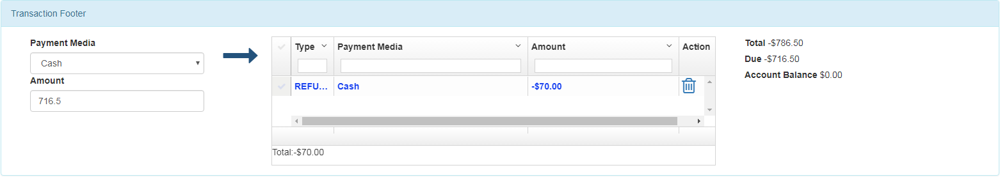 Transaction Footer
Payment Media
Cash
Amount
716.5
Type Payment Media Amount Action
REFU... Cash -$70.00
Total:-$70.00
Total -$786.50
Due -$716.50
Account Balance $0.00